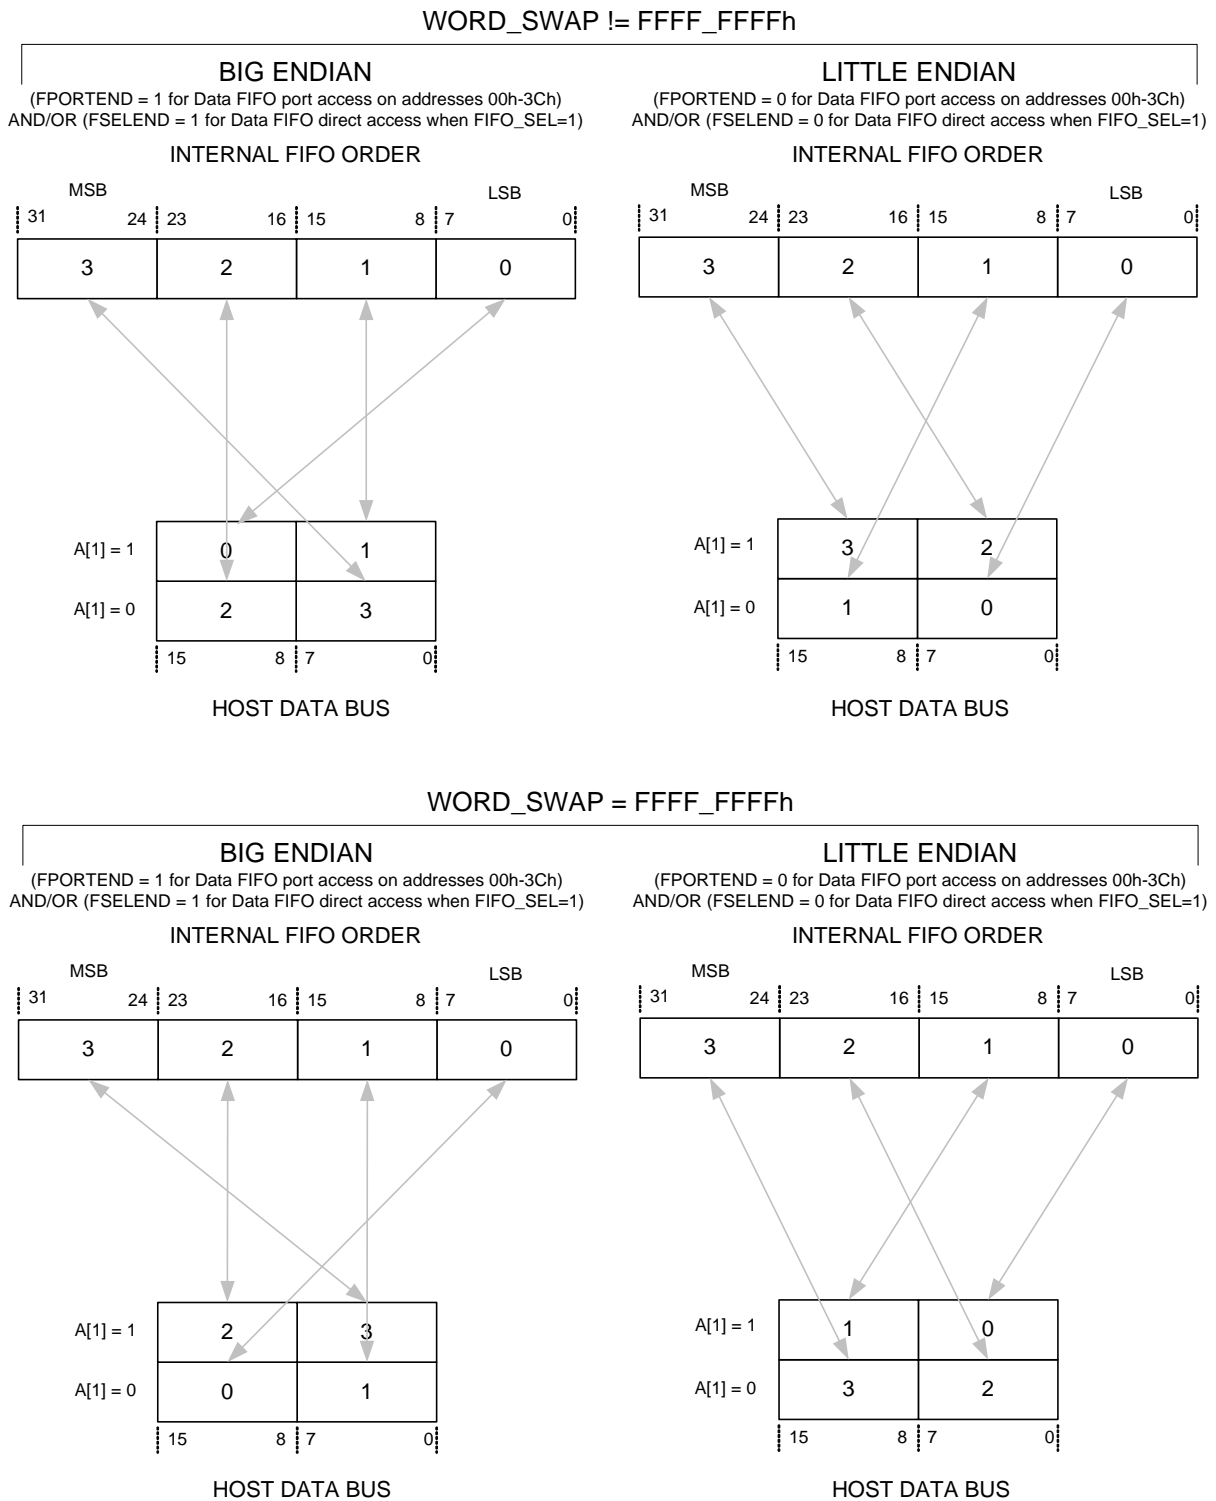 WORD_SWAP != FFFF_FFFFh
BIG ENDIAN
(FPORTEND = 1 for Data FIFO port access on addresses 00h-3Ch)
AND/OR (FSELEND = 1 for Data FIFO direct access when FIFO_SEL=1)
INTERNAL FIFO ORDER
MSB LSB
31 24 23 16 15 8 7 0
3 2 1 0
A[1] = 1 0 1
A[1] = 0 2 3
15 8 7 0
HOST DATA BUS
LITTLE ENDIAN
(FPORTEND = 0 for Data FIFO port access on addresses 00h-3Ch)
AND/OR (FSELEND = 0 for Data FIFO direct access when FIFO_SEL=1)
INTERNAL FIFO ORDER
MSB LSB
31 24 23 16 15 8 7 0
3 2 1 0
A[1] = 1 3 2
A[1] = 0 1 0
15 8 7 0
HOST DATA BUS
WORD_SWAP = FFFF_FFFFh
BIG ENDIAN
(FPORTEND = 1 for Data FIFO port access on addresses 00h-3Ch)
AND/OR (FSELEND = 1 for Data FIFO direct access when FIFO_SEL=1)
INTERNAL FIFO ORDER
MSB LSB
31 24 23 16 15 8 7 0
3 2 1 0
A[1] = 1 2 3
A[1] = 0 0 1
15 8 7 0
HOST DATA BUS
LITTLE ENDIAN
(FPORTEND = 0 for Data FIFO port access on addresses 00h-3Ch)
AND/OR (FSELEND = 0 for Data FIFO direct access when FIFO_SEL=1)
INTERNAL FIFO ORDER
MSB LSB
31 24 23 16 15 8 7 0
3 2 1 0
A[1] = 1 1 0
A[1] = 0 3 2
15 8 7 0
HOST DATA BUS